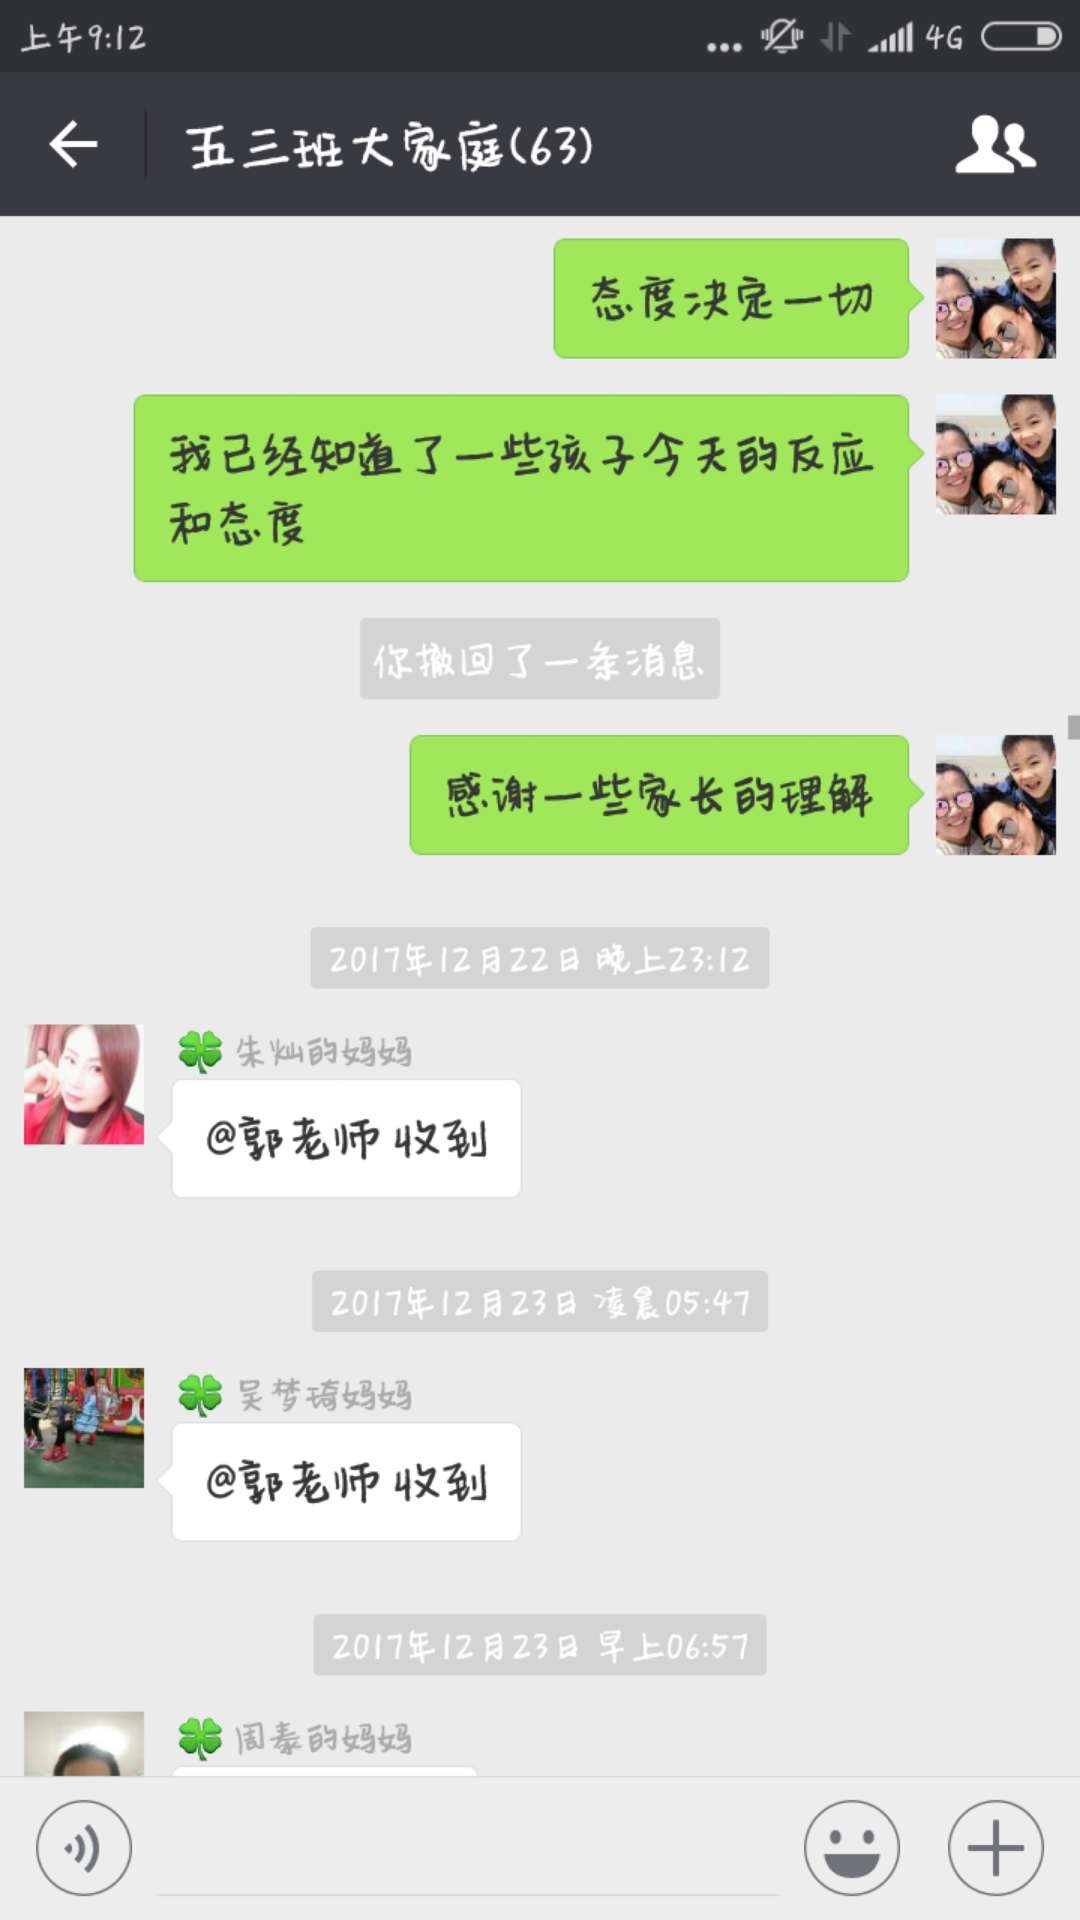 上午9:12
4G
五三班大家庭(63)
态度决定一切
我已经知道了一些孩子今天的反应
和态度
你撤回了一条消息
感谢一些家长的理解
2017年12月22日 晚上23:12
朱灿的妈妈
@郭老师 收到
2017年12月23日 凌晨05:47
吴梦琦妈妈
@郭老师 收到
2017年12月23日 早上06:57
周泰的妈妈